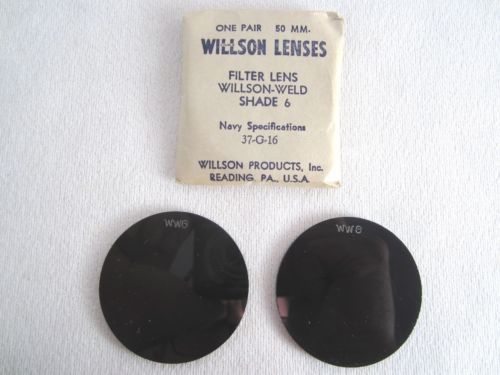 ONE PAIR 50 MM.
WILLSON LENSES
FILTER LENS
WILLSON-WELD
SHADE 6
Navy Specifications
37-G-16
WILLSON PRODUCTS, Inc.
READING, PA., U.S.A.
WW6 WW6